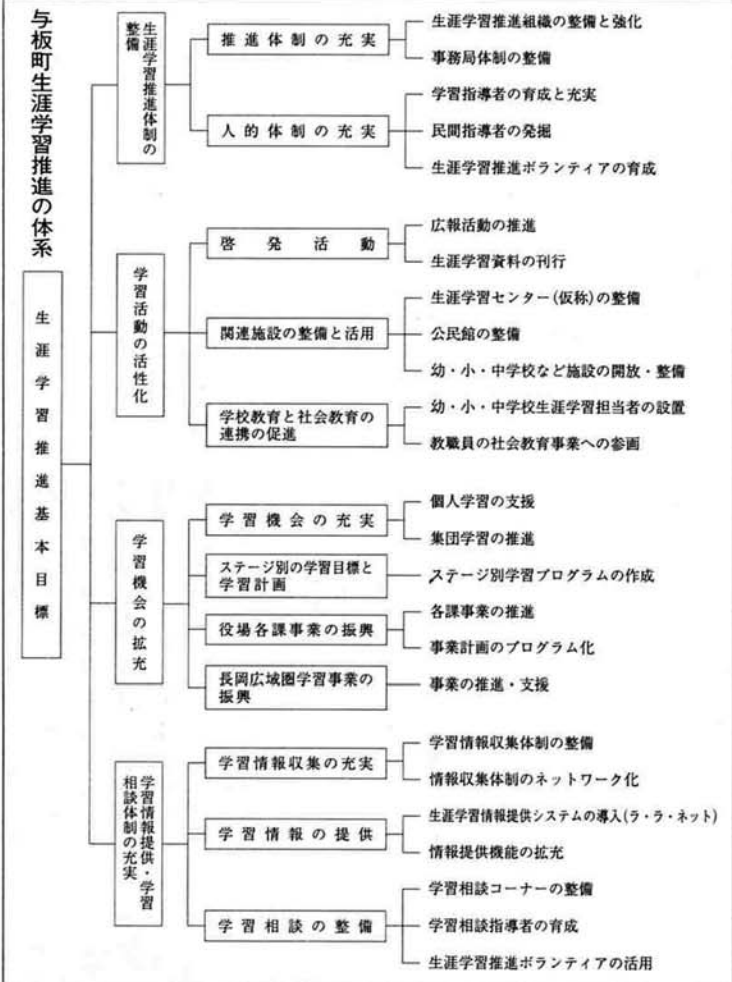 与板町生涯学習推進の体系
生涯学習推進基本目標
生涯学習推進体制の
整備
推進体制の充実
生涯学習推進組織の整備と強化
事務局体制の整備
人的体制の充実
学習指導者の育成と充実
民間指導者の発掘
生涯学習推進ボランティアの育成
学習活動の活性化
啓発活動
広報活動の推進
生涯学習資料の刊行
関連施設の整備と活用
生涯学習センター(仮称)の整備
公民館の整備
幼・小・中学校など施設の開放・整備
学校教育と社会教育の
連携の促進
幼・小・中学校生涯学習担当者の設置
教職員の社会教育事業への参画
学習機会の拡充
学習機会の充実
個人学習の支援
集団学習の推進
ステージ別の学習目標と
学習計画
ステージ別学習プログラムの作成
役場各課事業の振興
各課事業の推進
事業計画のプログラム化
長岡広域圏学習事業の
振興
事業の推進・支援
学習情報提供・学習
相談体制の充実
学習情報収集の充実
学習情報収集体制の整備
情報収集体制のネットワーク化
学習情報の提供
生涯学習情報提供システムの導入(ラ・ラ・ネット)
情報提供機能の拡充
学習相談の整備
学習相談コーナーの整備
学習相談指導者の育成
生涯学習推進ボランティアの活用